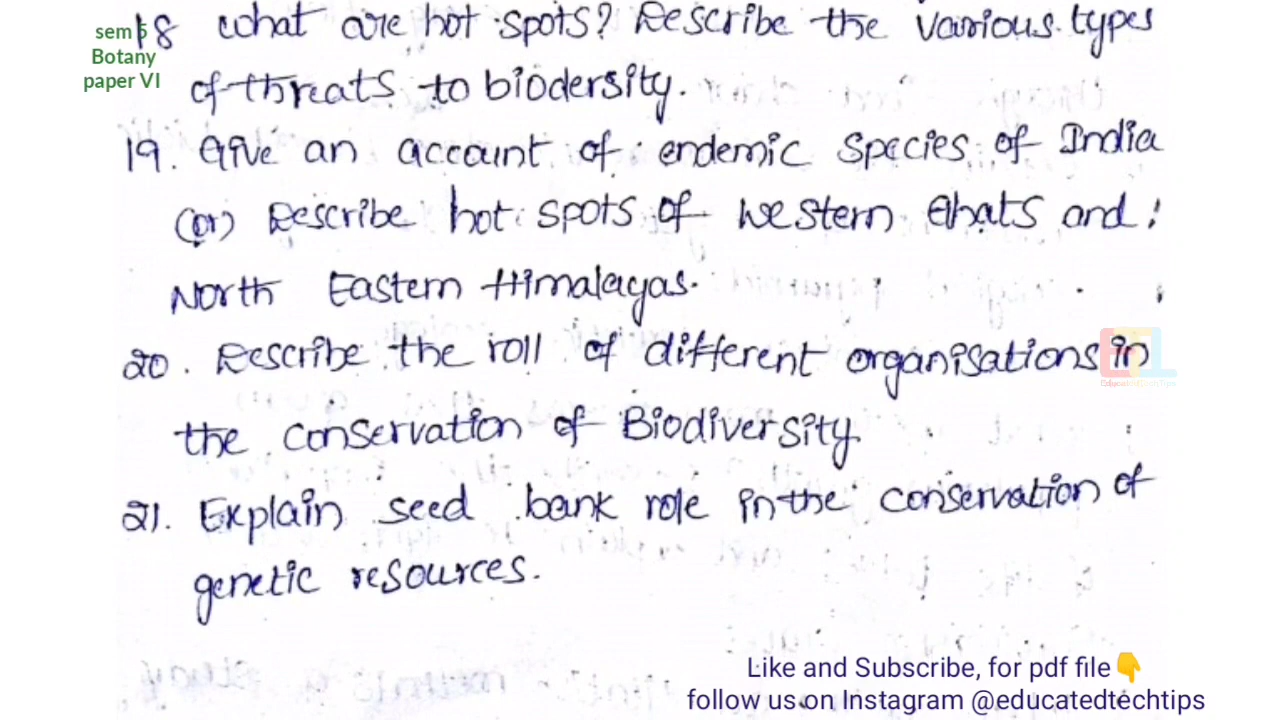 sem 5
Botany
paper VI
18 what are hot spots? Describe the various types
of threats to biodersity.
19. Give an account of endemic species of India
(or) Describe hot spots of western Ghats and
North Eastern Himalayas.
20. Describe the roll of different organisations in
the conservation of Biodiversity
21. Explain seed bank role in the conservation of
genetic resources.
Like and Subscribe, for pdf file👇
follow us on Instagram @educatedtechtips